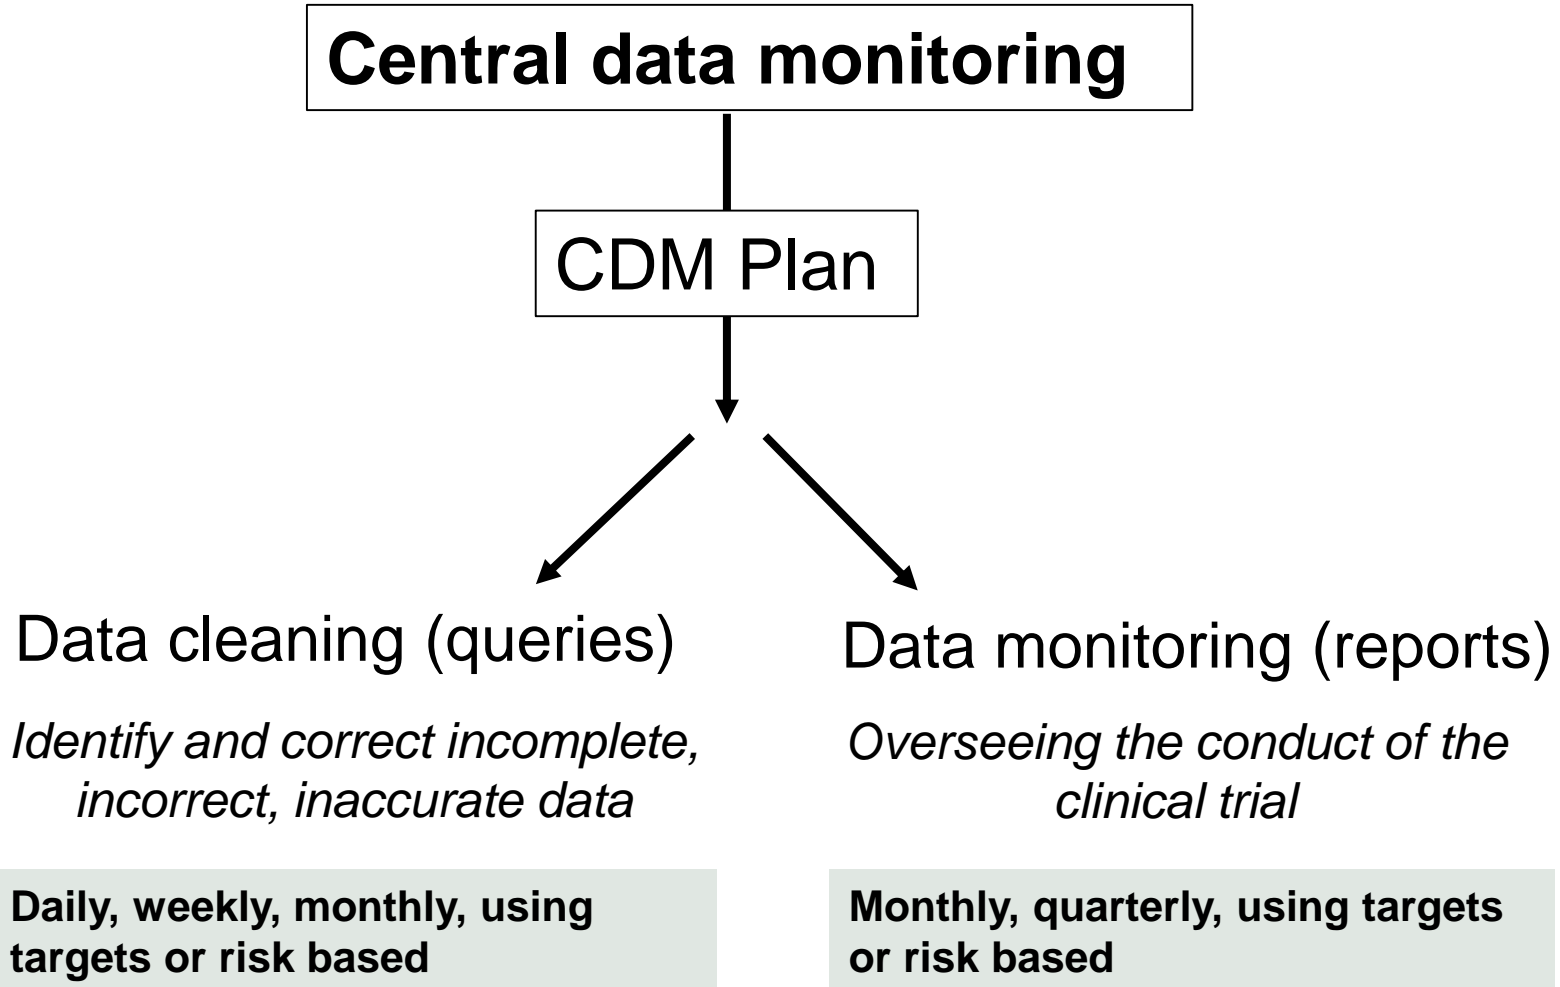 Central data monitoring
CDM Plan
Data cleaning (queries)
Identify and correct incomplete,
incorrect, inaccurate data
Daily, weekly, monthly, using
targets or risk based
Data monitoring (reports)
Overseeing the conduct of the
clinical trial
Monthly, quarterly, using targets
or risk based